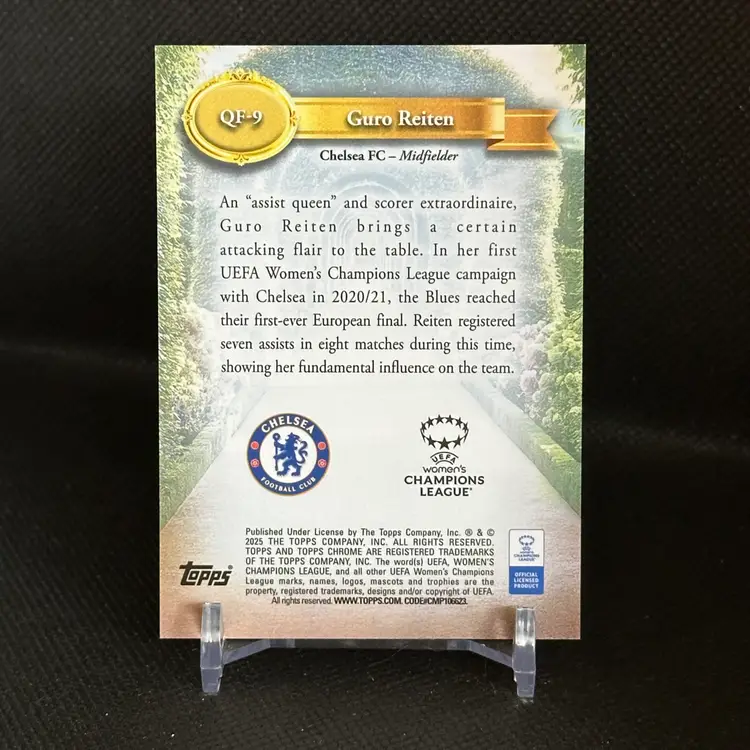 QF-9
Guro Reiten
Chelsea FC – Midfielder
An “assist queen” and scorer extraordinaire,
Guro Reiten brings a certain
attacking flair to the table. In her first
UEFA Women’s Champions League campaign
with Chelsea in 2020/21, the Blues reached
their first-ever European final. Reiten registered
seven assists in eight matches during this time,
showing her fundamental influence on the team.
CHELSEA
FOOTBALL CLUB
UEFA
women's
CHAMPIONS
LEAGUE
Published Under License by The Topps Company, Inc. ® & ©
2025 THE TOPPS COMPANY, INC. ALL RIGHTS RESERVED.
TOPPS AND TOPPS CHROME ARE REGISTERED TRADEMARKS
OF THE TOPPS COMPANY, INC. The word(s) UEFA, WOMEN'S
CHAMPIONS LEAGUE, and all other UEFA Women's Champions
League marks, names, logos, mascots and trophies are the
property, registered trademarks, designs and/or copyright of UEFA.
All rights reserved. WWW.TOPPS.COM. CODE#CMP106623.
Topps
OFFICIAL
LICENSED
PRODUCT